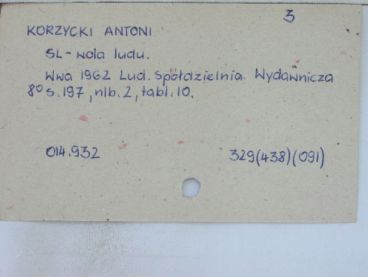 3
KORZYCKI ANTONI
SL - wola ludu.
Wwa 1962 Lud. Spółdzielnia Wydawnicza
8° s.197, nlb.2, tabl.10.
014.932 329(438)(091)